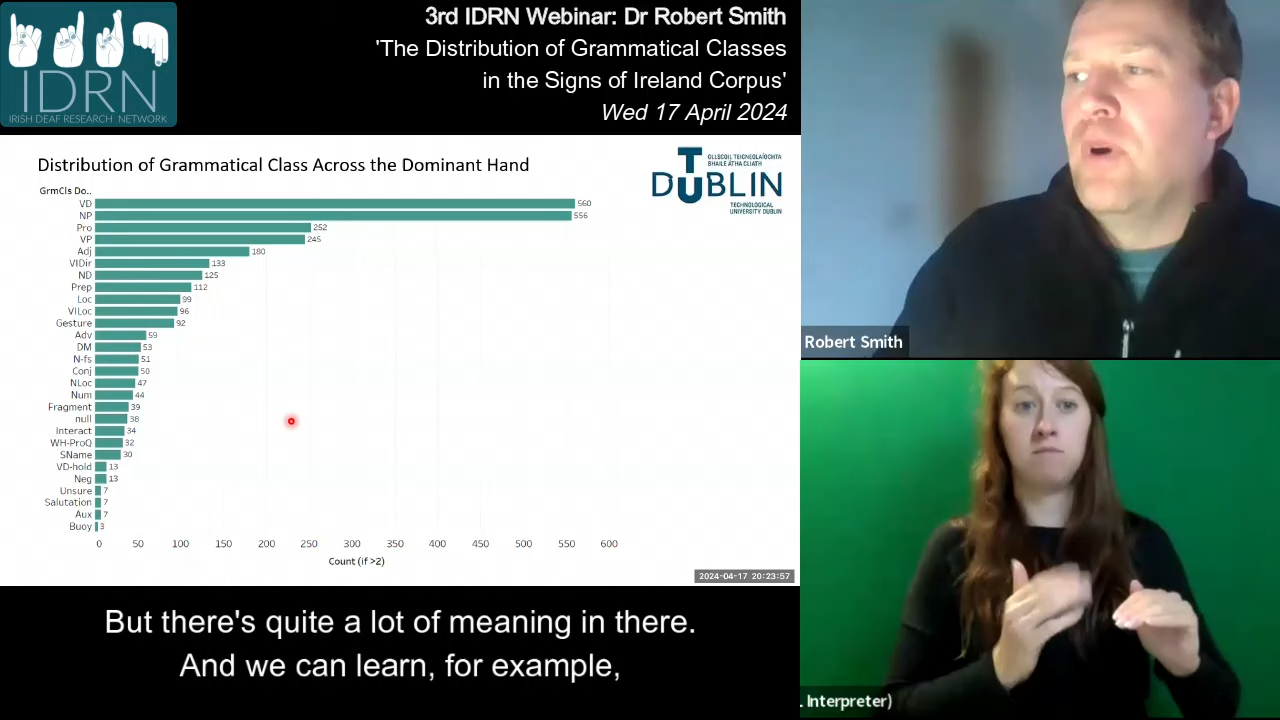 IDRN
IRISH DEAF RESEARCH NETWORK
3rd IDRN Webinar: Dr Robert Smith
'The Distribution of Grammatical Classes
in the Signs of Ireland Corpus'
Wed 17 April 2024
Distribution of Grammatical Class Across the Dominant Hand
OLLSCOIL TEICNEOLAÍOCHTA
BHAILE ÁTHA CLIATH
TU DUBLIN
TECHNOLOGICAL
UNIVERSITY DUBLIN
GrmCls Do..
VD 560
NP 556
Pro 252
VP 245
Adj 180
VIDir 133
ND 125
Prep 112
Loc 99
VILoc 96
Gesture 92
Adv 59
DM 53
N-fs 51
Conj 50
NLoc 47
Num 44
Fragment 39
null 38
Interact 34
WH-ProQ 32
SName 30
VD-hold 13
Neg 13
Unsure 7
Salutation 7
Aux 7
Buoy 3
0 50 100 150 200 250 300 350 400 450 500 550 600
Count (if >2)
2024-04-17 20:23:57
But there's quite a lot of meaning in there.
And we can learn, for example,
Robert Smith
. Interpreter)